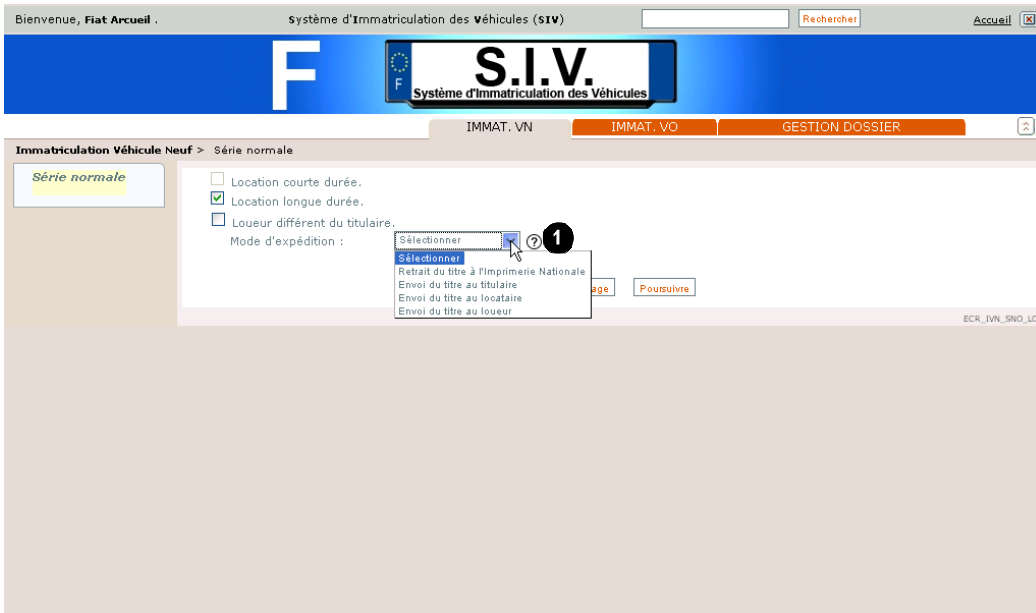 Bienvenue, Fiat Arcueil . Système d'Immatriculation des Véhicules (SIV) Rechercher Accueil
F
S.I.V.
F Système d'Immatriculation des Véhicules
IMMAT. VN IMMAT. VO GESTION DOSSIER
Immatriculation Véhicule Neuf > Série normale
Série normale
Location courte durée.
Location longue durée.
Loueur différent du titulaire.
Mode d'expédition : Sélectionner ? 1
Sélectionner
Retrait du titre à l'Imprimerie Nationale
Envoi du titre au titulaire
age Poursuivre
Envoi du titre au locataire
Envoi du titre au loueur
ECR_IVN_SNO_LO